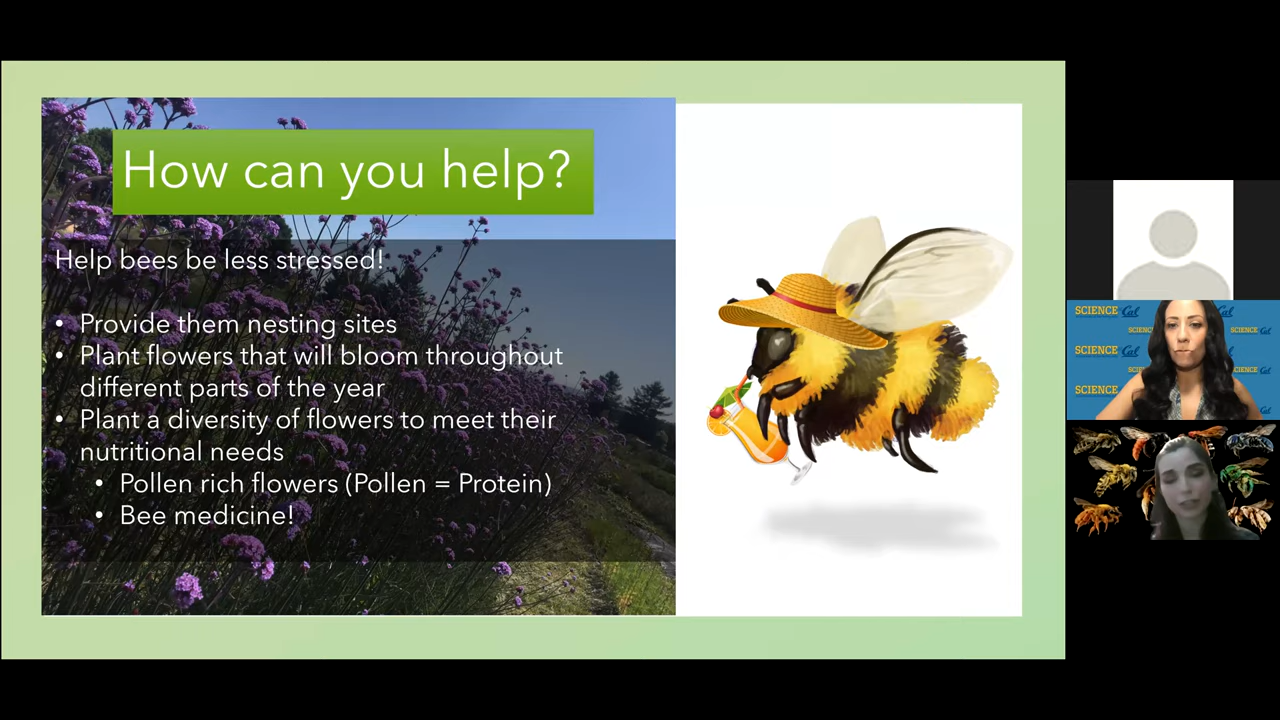 How can you help?
Help bees be less stressed!
• Provide them nesting sites
• Plant flowers that will bloom throughout
different parts of the year
• Plant a diversity of flowers to meet their
nutritional needs
• Pollen rich flowers (Pollen = Protein)
• Bee medicine!
SCIENCE Cal
SCIENCE
SCIENCE Cal
SCIENCE
SCIENCE